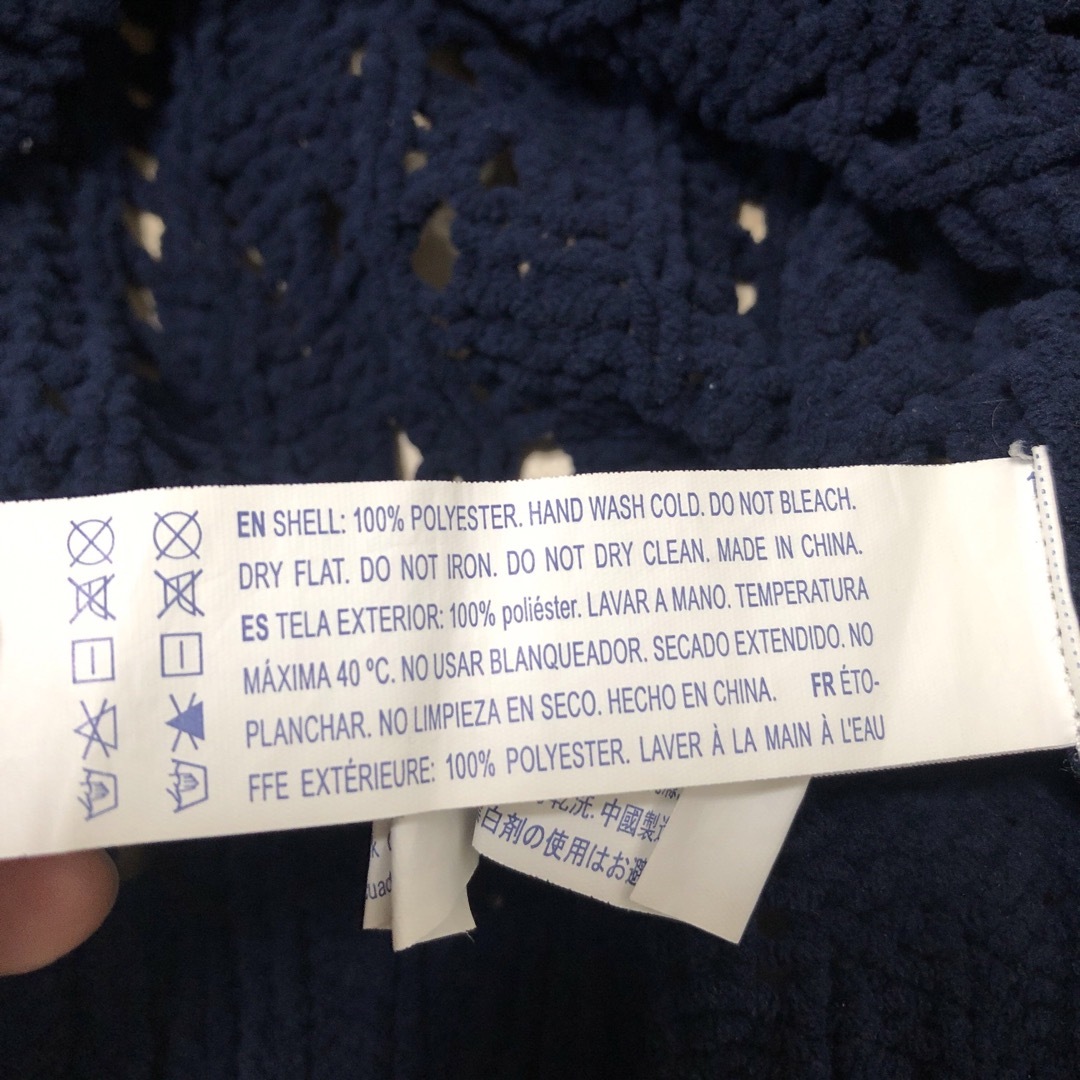 EN SHELL: 100% POLYESTER. HAND WASH COLD. DO NOT BLEACH.
DRY FLAT. DO NOT IRON. DO NOT DRY CLEAN. MADE IN CHINA.
ES TELA EXTERIOR: 100% poliéster. LAVAR A MANO. TEMPERATURA
MÁXIMA 40 ºC. NO USAR BLANQUEADOR. SECADO EXTENDIDO. NO
PLANCHAR. NO LIMPIEZA EN SECO. HECHO EN CHINA. FR ÉTO-
FFE EXTÉRIEURE: 100% POLYESTER. LAVER À LA MAIN À L'EAU
乾洗. 中國製
白剤の使用はお避